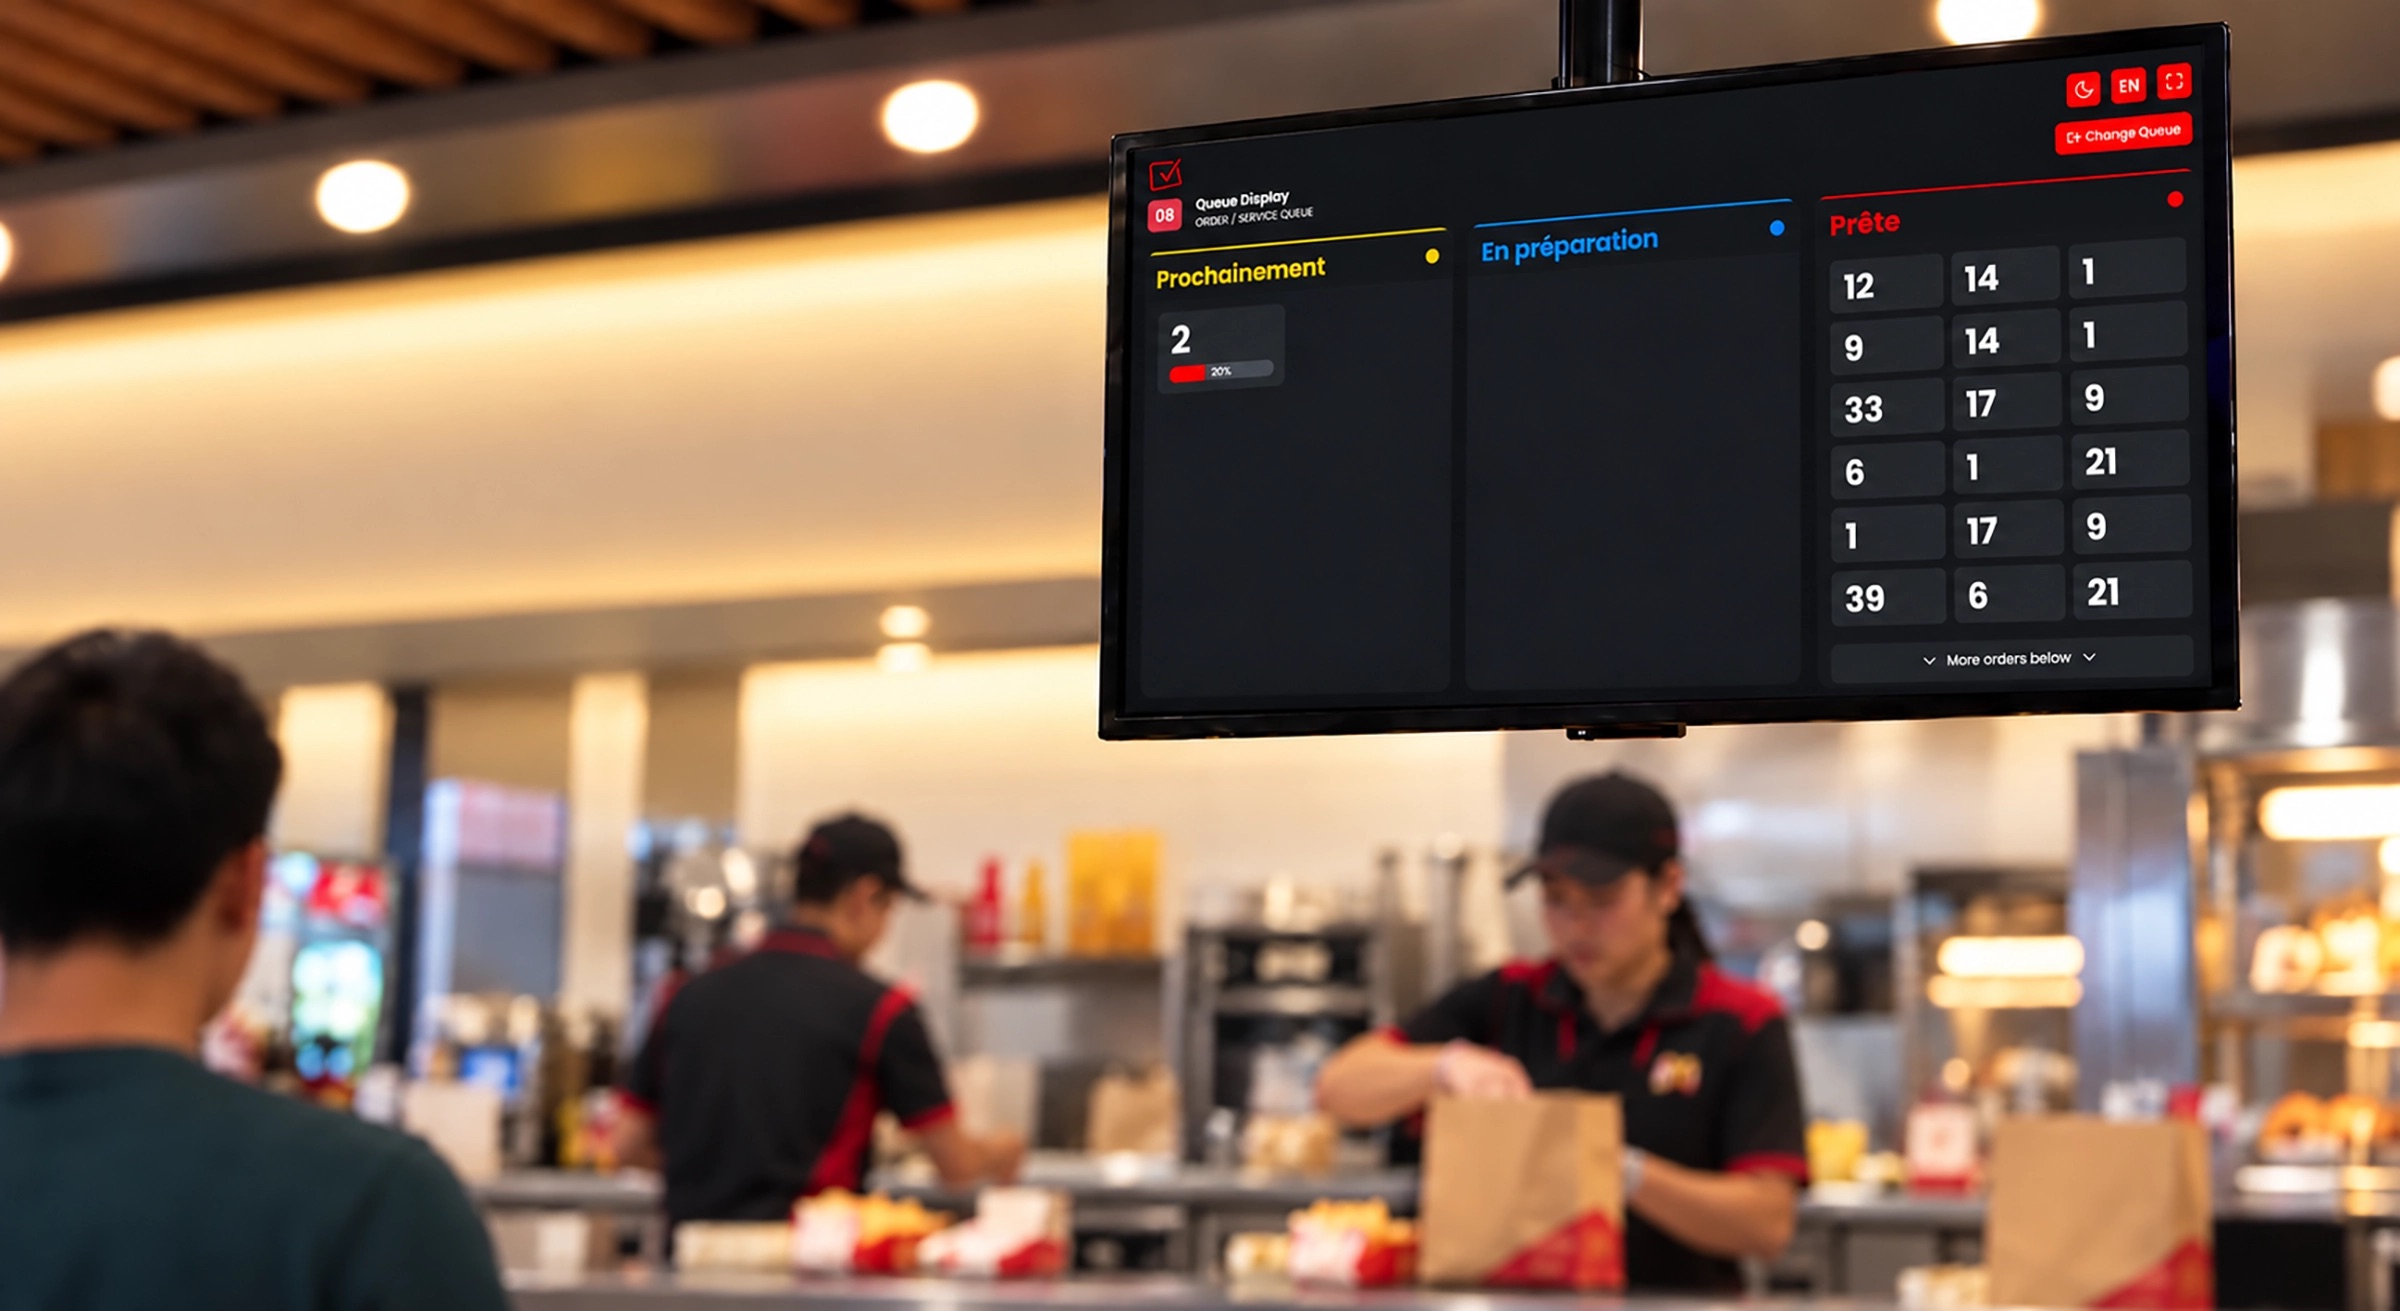 EN
Change Queue
08
Queue Display
ORDER / SERVICE QUEUE
Prochainement
2
20%
En préparation
Prête
12 14 1
9 14 1
33 17 9
6 1 21
1 17 9
39 6 21
More orders below